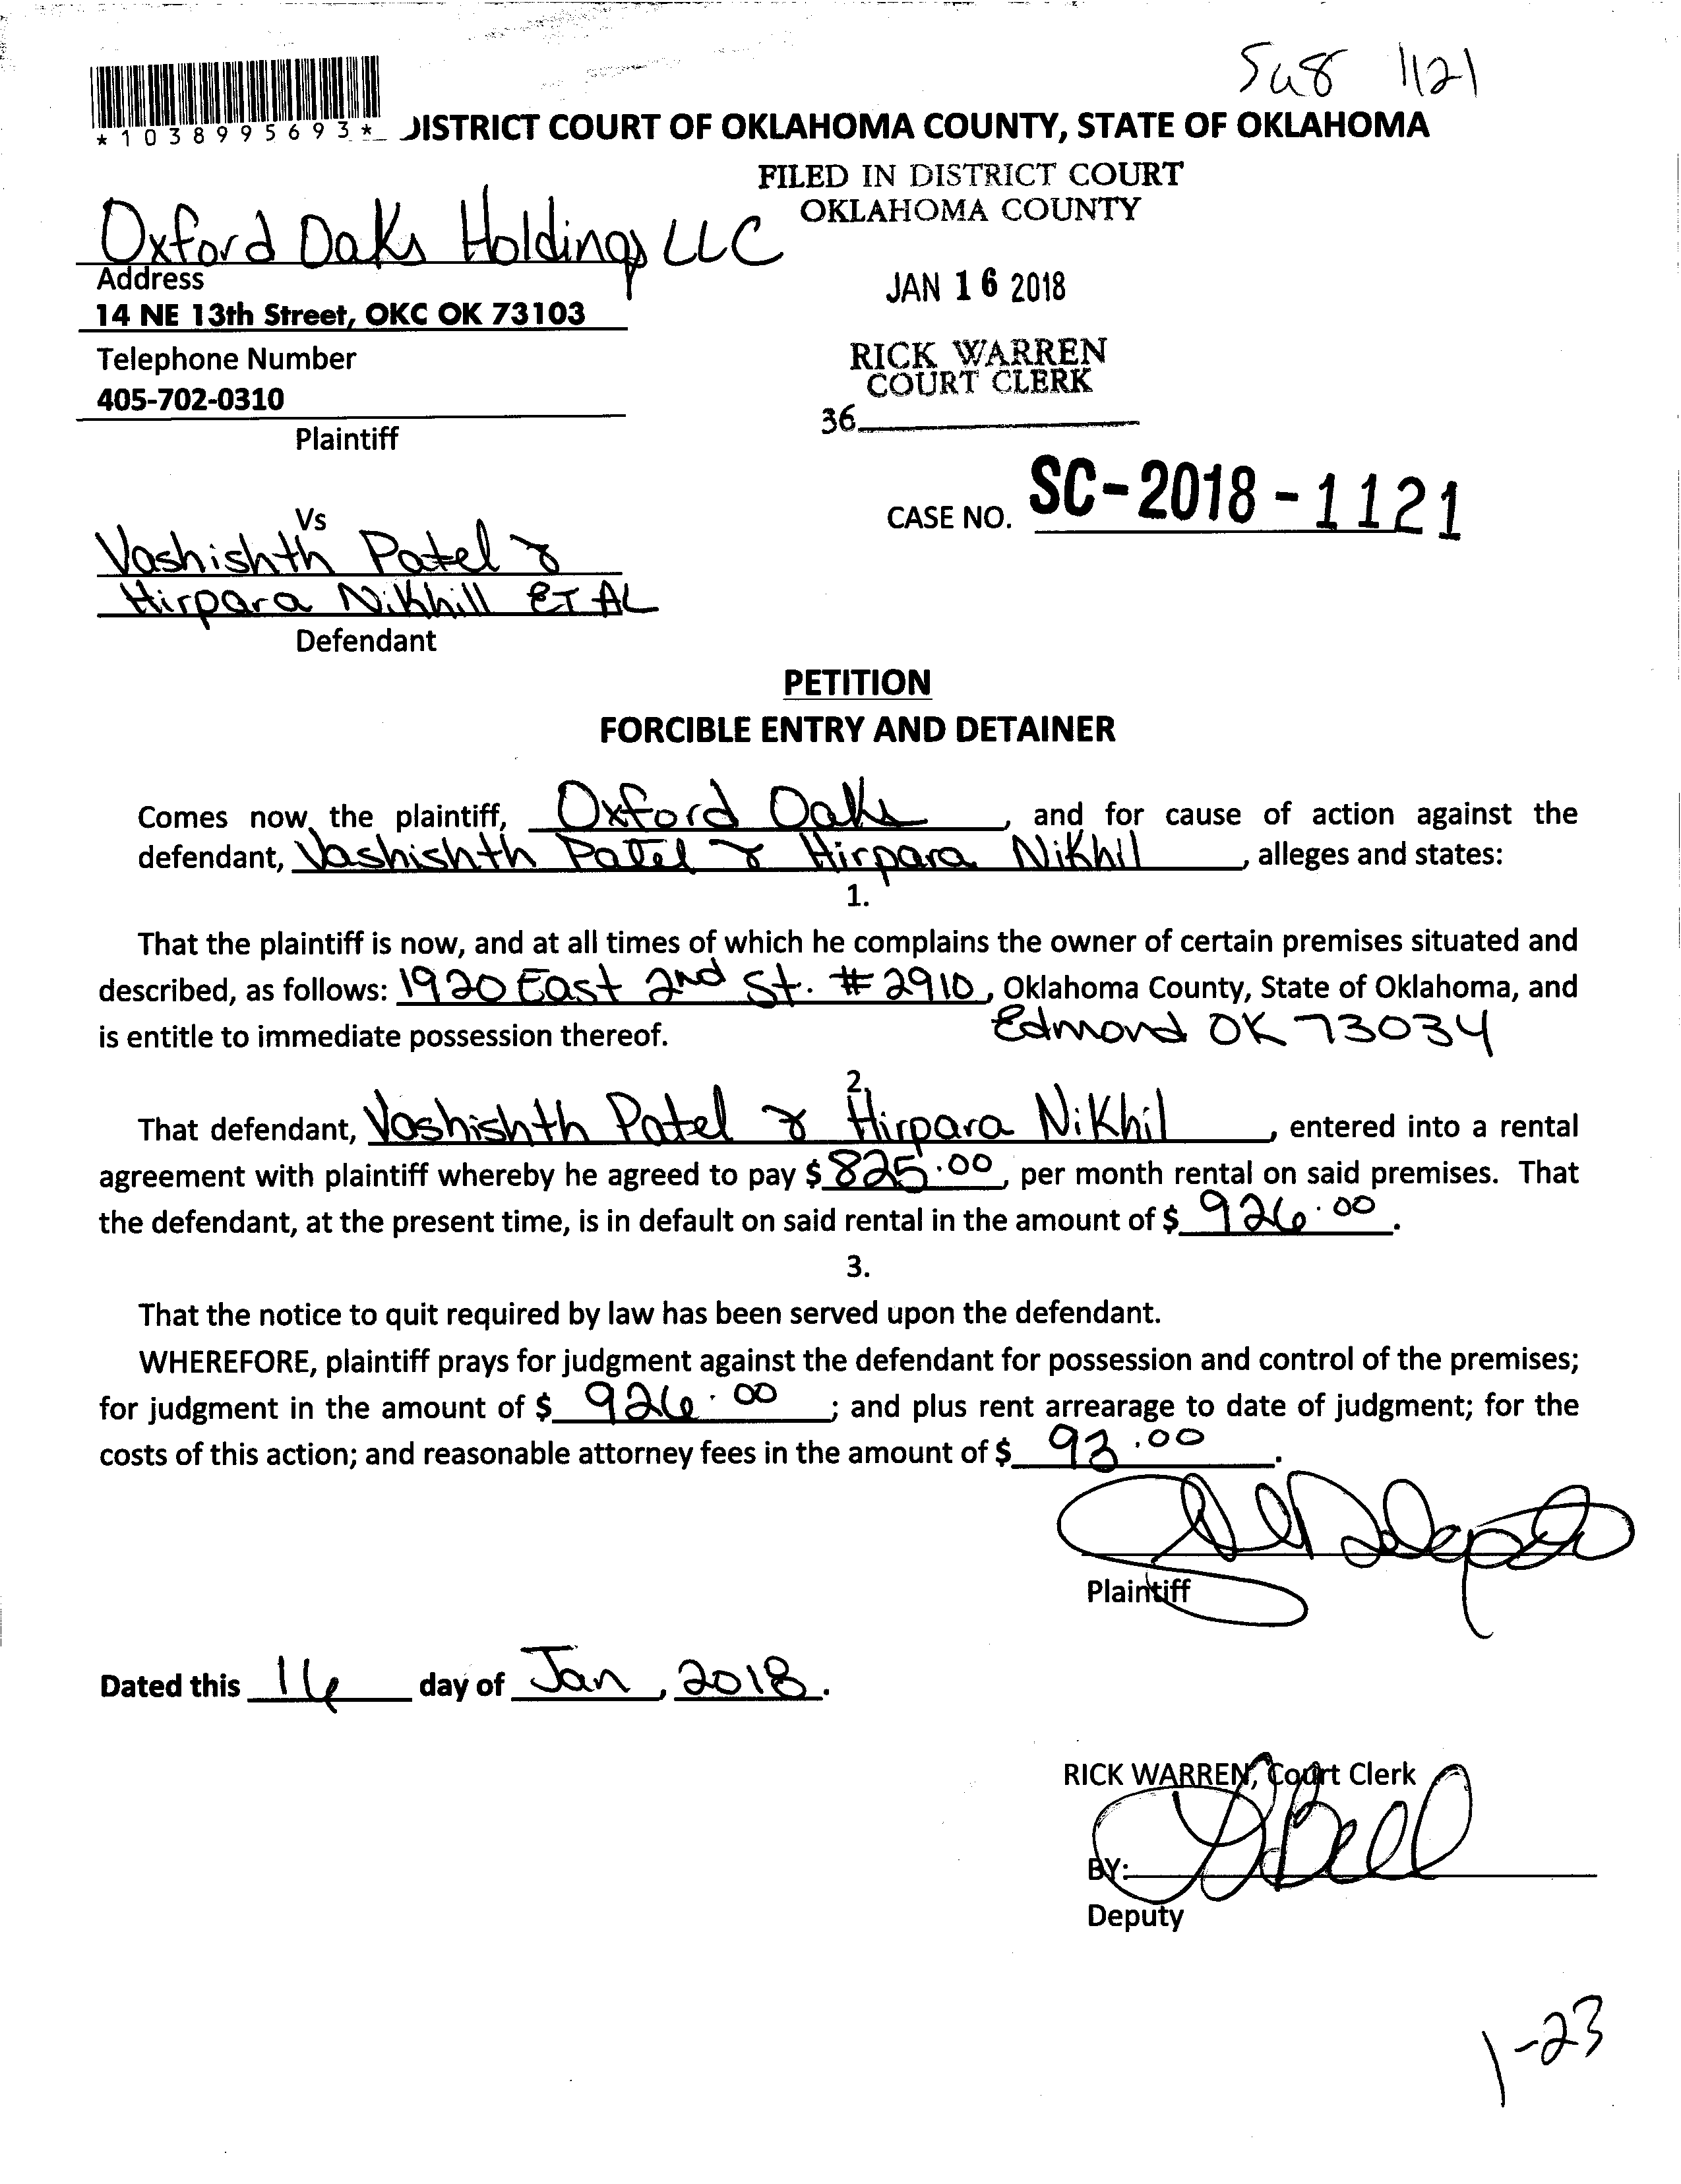 1121
*1038995693*
DISTRICT COURT OF OKLAHOMA COUNTY, STATE OF OKLAHOMA
FILED IN DISTRICT COURT
OKLAHOMA COUNTY
Oxford Oaks Holdings LLC
Address
14 NE 13th Street, OKC OK 73103
JAN 16 2018
Telephone Number
RICK WARREN
COURT CLERK
405-702-0310
36
Plaintiff
CASE NO. SC-2018-1121
Vs
Vashishth Patel &
Hirpara Nikhill ET AL
Defendant
PETITION
FORCIBLE ENTRY AND DETAINER
Comes now the plaintiff, Oxford Oaks, and for cause of action against the
defendant, Vashishth Patel & Hirpara Nikhil, alleges and states:
1.
That the plaintiff is now, and at all times of which he complains the owner of certain premises situated and
described, as follows: 1920 East 2nd St. #2910, Oklahoma County, State of Oklahoma, and
is entitle to immediate possession thereof. Edmond OK 73034
2.
That defendant, Vashishth Patel & Hirpara Nikhil, entered into a rental
agreement with plaintiff whereby he agreed to pay $ 825.00, per month rental on said premises. That
the defendant, at the present time, is in default on said rental in the amount of $ 926.00.
3.
That the notice to quit required by law has been served upon the defendant.
WHEREFORE, plaintiff prays for judgment against the defendant for possession and control of the premises;
for judgment in the amount of $ 926.00; and plus rent arrearage to date of judgment; for the
costs of this action; and reasonable attorney fees in the amount of $ 93.00.
Plaintiff
Dated this 16 day of Jan, 2018.
RICK WARREN, Court Clerk
BY: Bell
Deputy
1-23